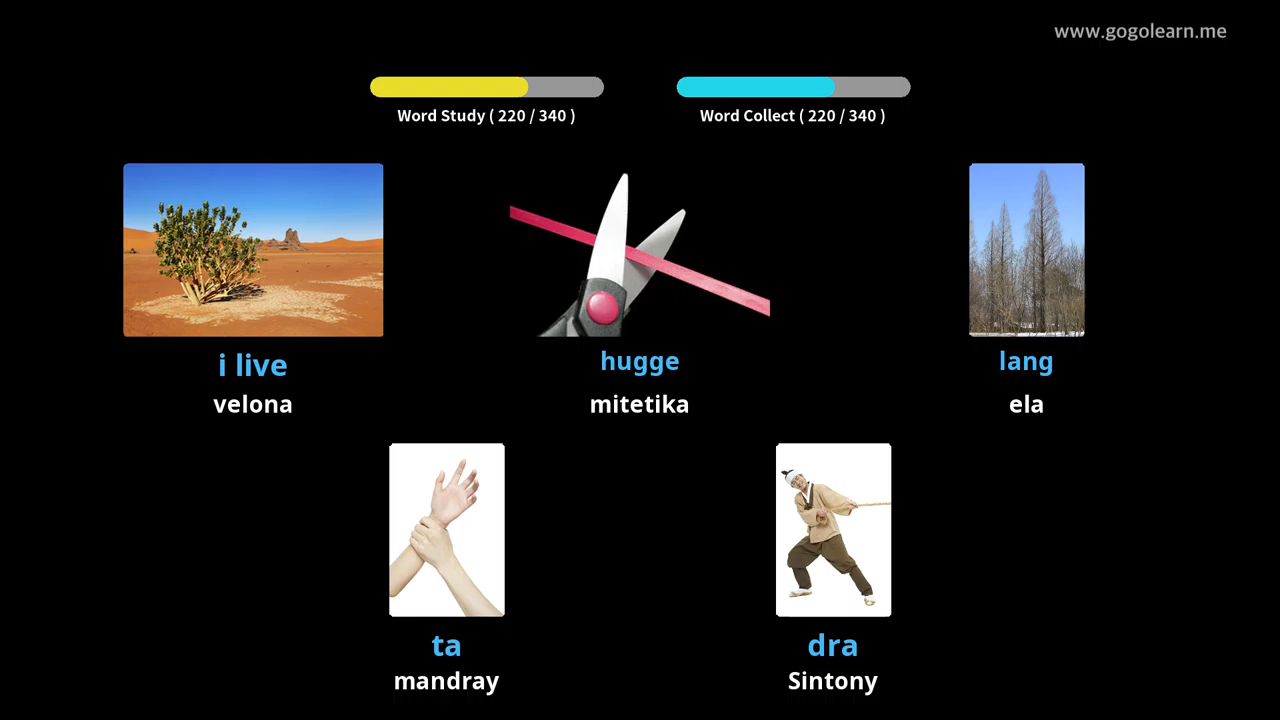 www.gogolearn.me
Word Study ( 220 / 340 )
Word Collect ( 220 / 340 )
i live
velona
hugge
mitetika
lang
ela
ta
mandray
dra
Sintony